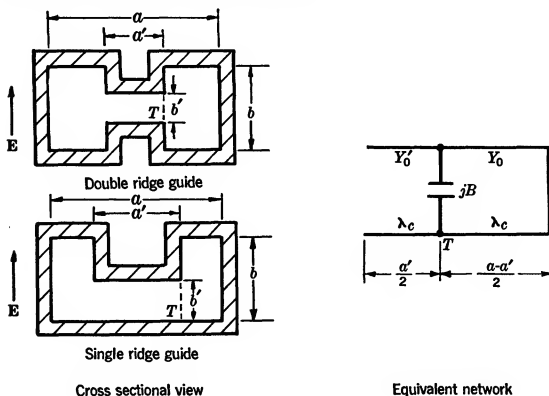 a
a'
E
T
b'
b
Double ridge guide
a
a'
E
T
b'
b
Single ridge guide
Cross sectional view
Y₀'
Y₀
jB
λc
λc
T
a'/2
a-a'/2
Equivalent network